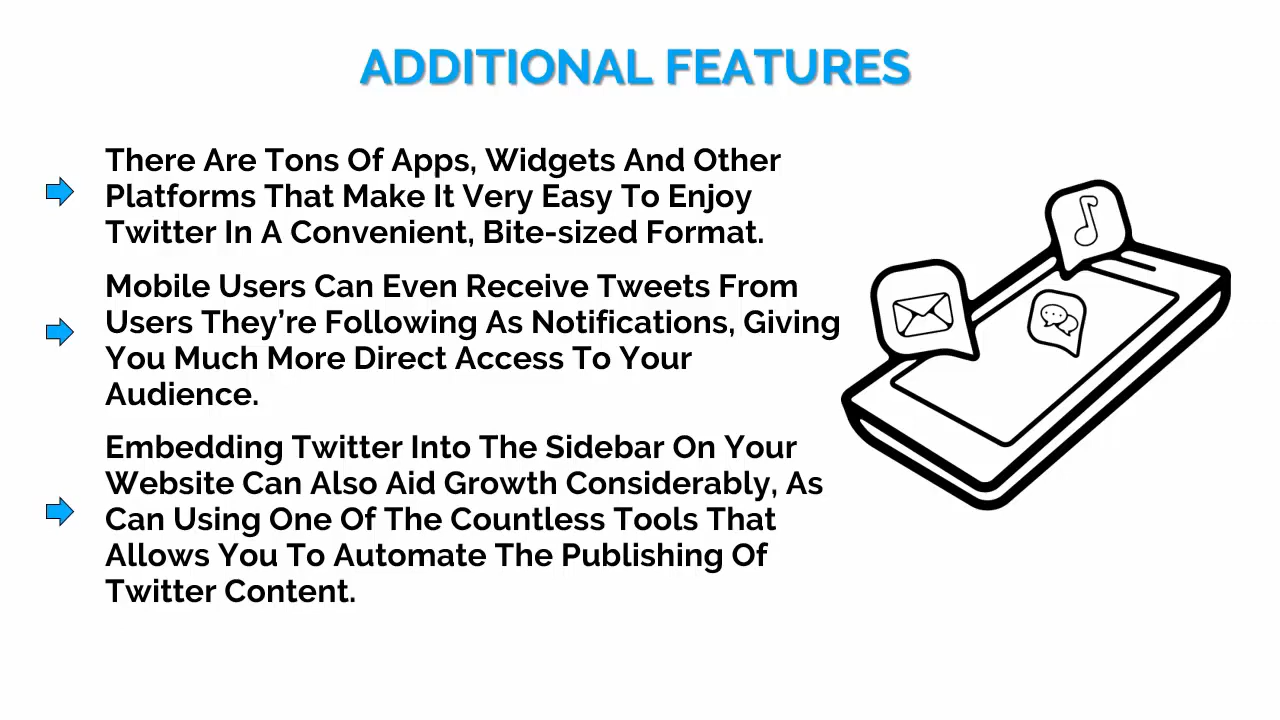 ADDITIONAL FEATURES
There Are Tons Of Apps, Widgets And Other
Platforms That Make It Very Easy To Enjoy
Twitter In A Convenient, Bite-sized Format.
Mobile Users Can Even Receive Tweets From
Users They’re Following As Notifications, Giving
You Much More Direct Access To Your
Audience.
Embedding Twitter Into The Sidebar On Your
Website Can Also Aid Growth Considerably, As
Can Using One Of The Countless Tools That
Allows You To Automate The Publishing Of
Twitter Content.